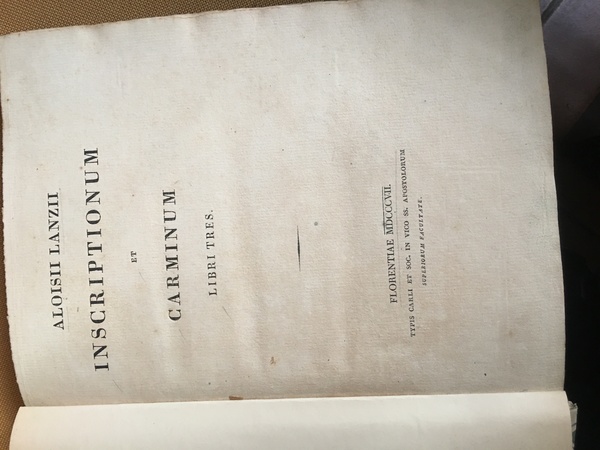 ALOISII LANZII
INSCRIPTIONUM
ET
CARMINUM
LIBRI TRES.
FLORENTIAE MDCCCVII.
TYPIS CARLI ET SOC. IN VICO SS. APOSTOLORUM
SUPERIORUM FACULTATE.